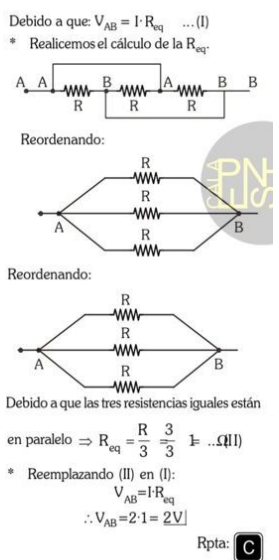 Debido a que: V_AB = I· R_eq ...(I)
* Realicemos el cálculo de la R_eq.
A A B A B B
R R R
Reordenando:
R
R
A B
R
Reordenando:
R
R
A B
R
Debido a que las tres resistencias iguales están
en paralelo ⇒ R_eq = R/3 = 3/3 1= ...Ω(II)
* Reemplazando (II) en (I):
V_AB=I·R_eq
∴V_AB=2·1= 2V
Rpta: C